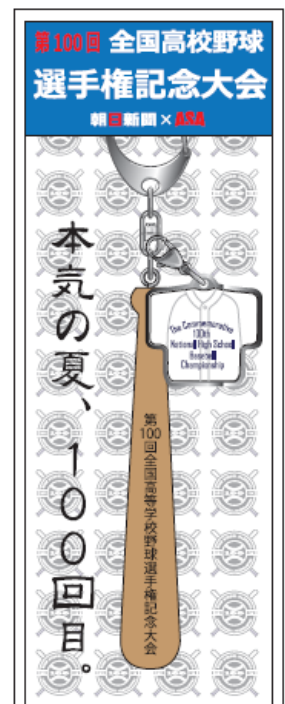 第100回 全国高校野球
選手権記念大会
朝日新聞×ASA
本気の夏、100回目。
The Commemorative
100th
National High School
Baseball
Championship
第100回全国高等学校野球選手権記念大会